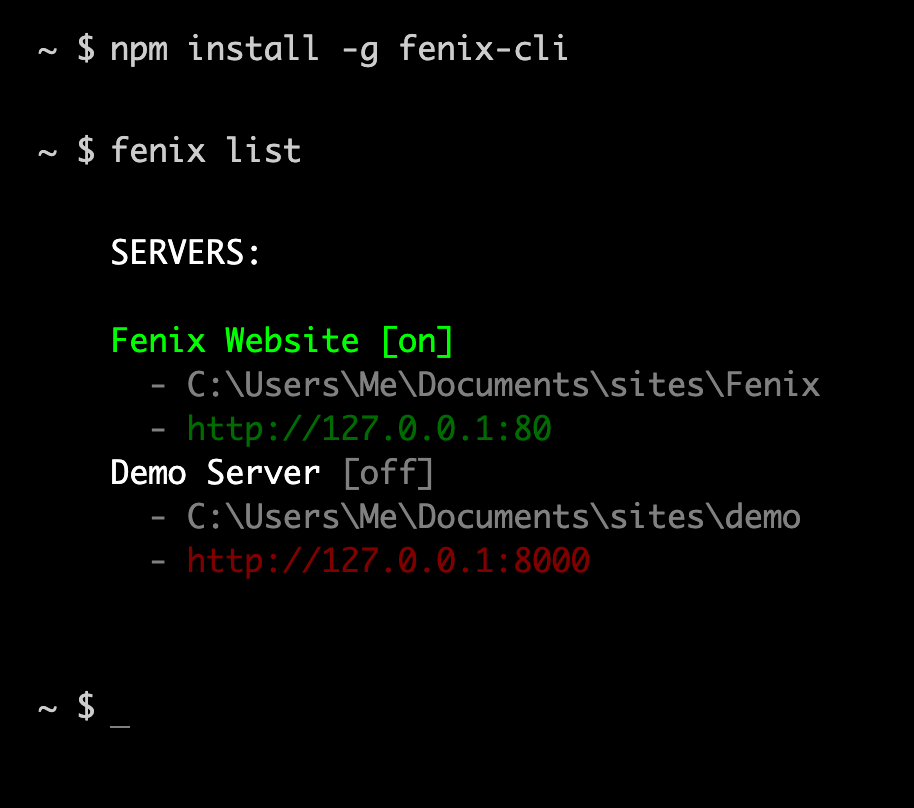 ~ $ npm install -g fenix-cli
~ $ fenix list
SERVERS:
Fenix Website [on]
- C:\Users\Me\Documents\sites\Fenix
- http://127.0.0.1:80
Demo Server [off]
- C:\Users\Me\Documents\sites\demo
- http://127.0.0.1:8000
~ $ _